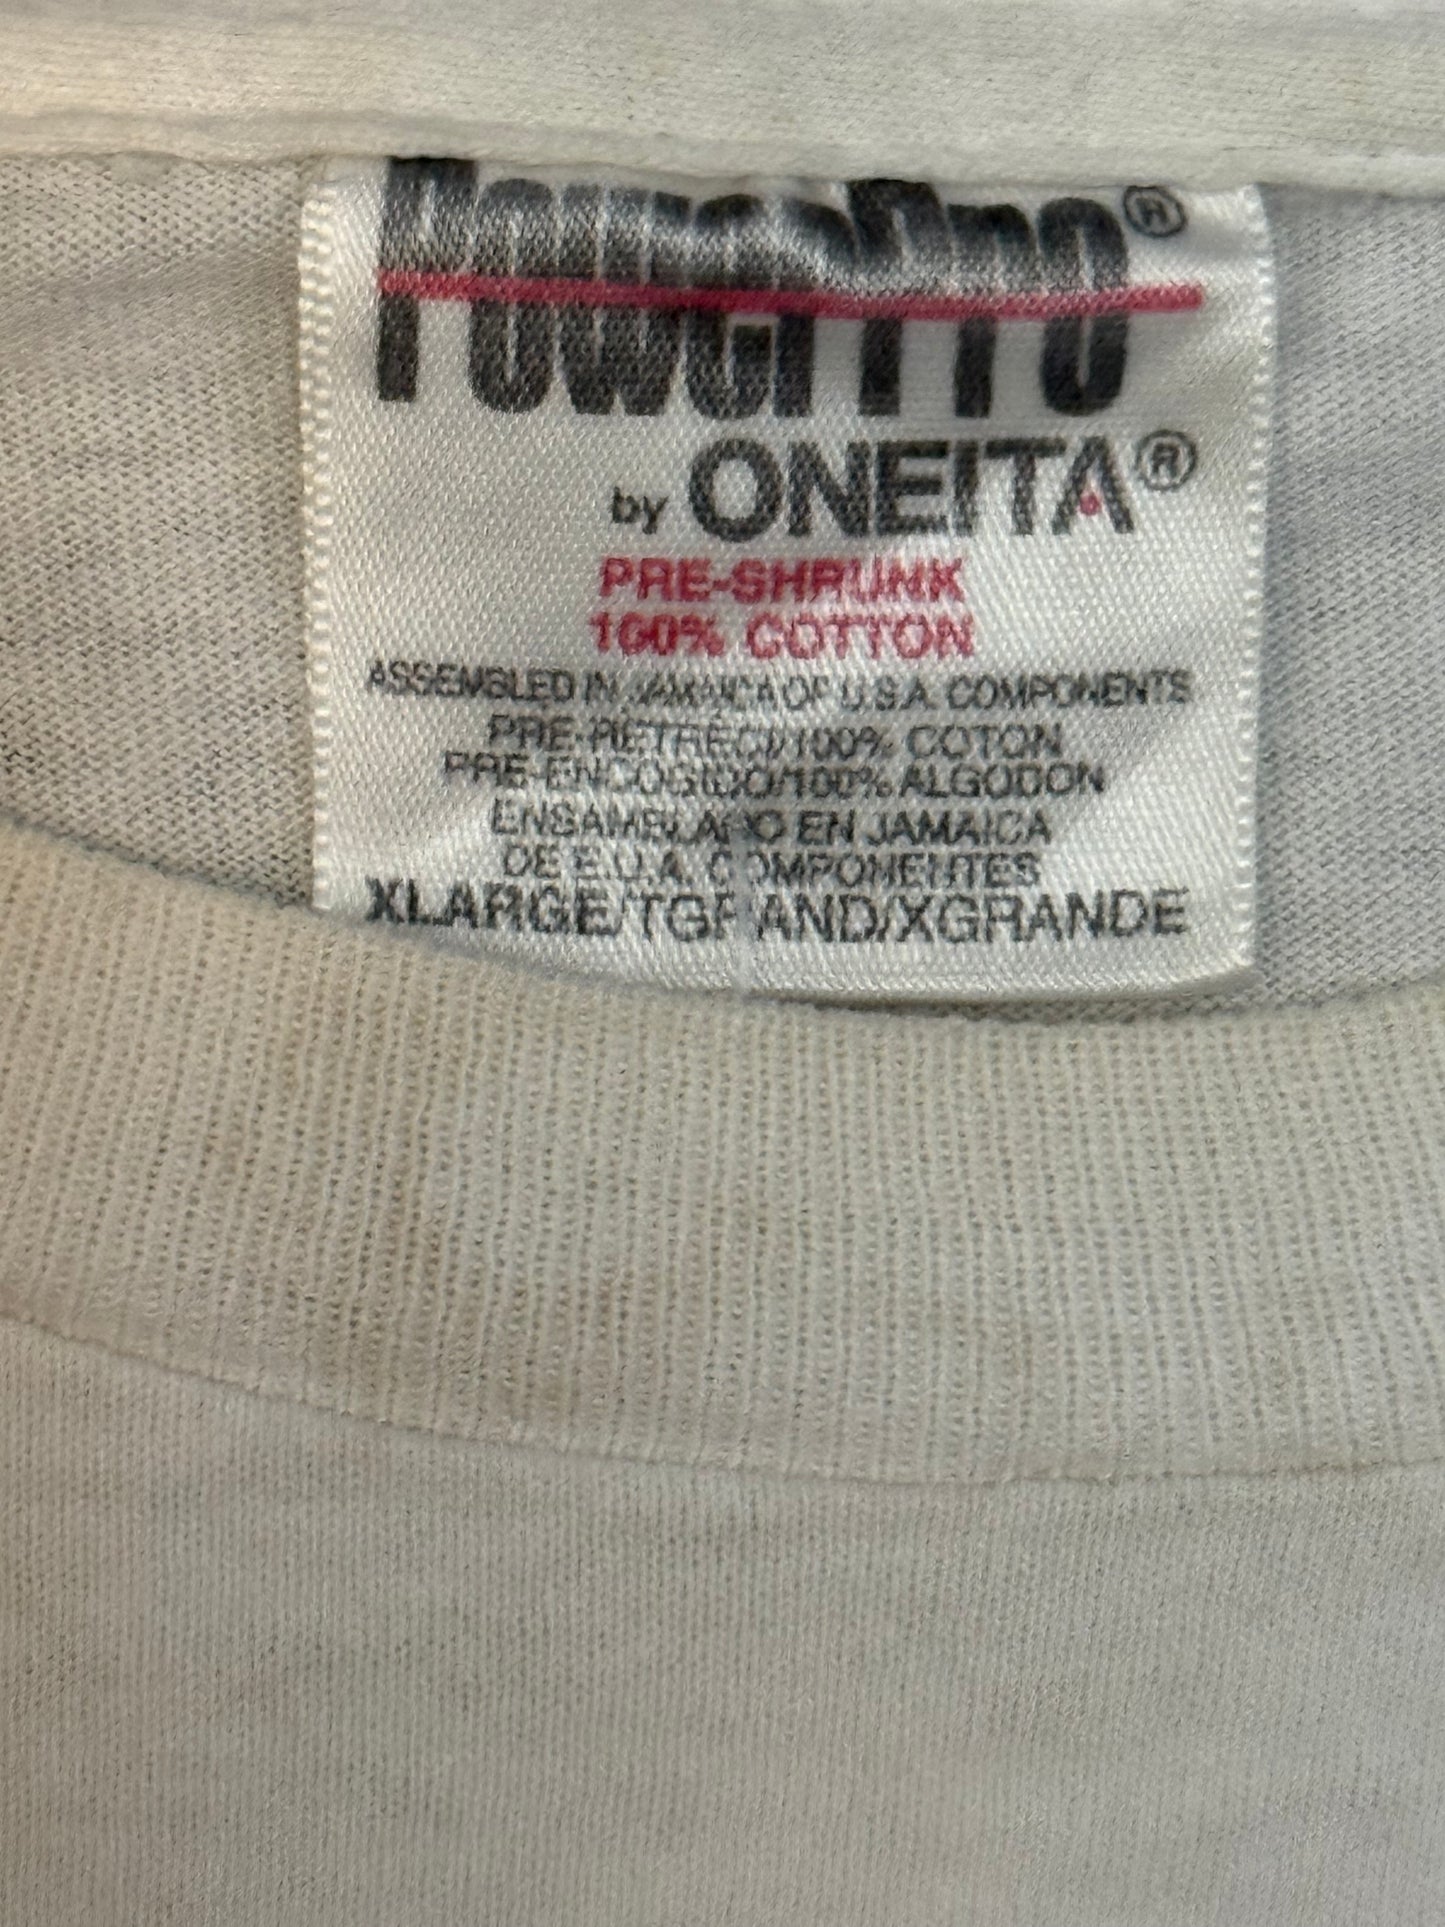 PowerPro®
by ONEITA®
PRE-SHRUNK
100% COTTON
ASSEMBLED IN JAMAICA OF U.S.A. COMPONENTS
PRE-RETRECI/100% COTON
PRE-ENCOGIDO/100% ALGODON
ENSAMBLADO EN JAMAICA
DE E.U.A. COMPONENTES
XLARGE/TGRAND/XGRANDE